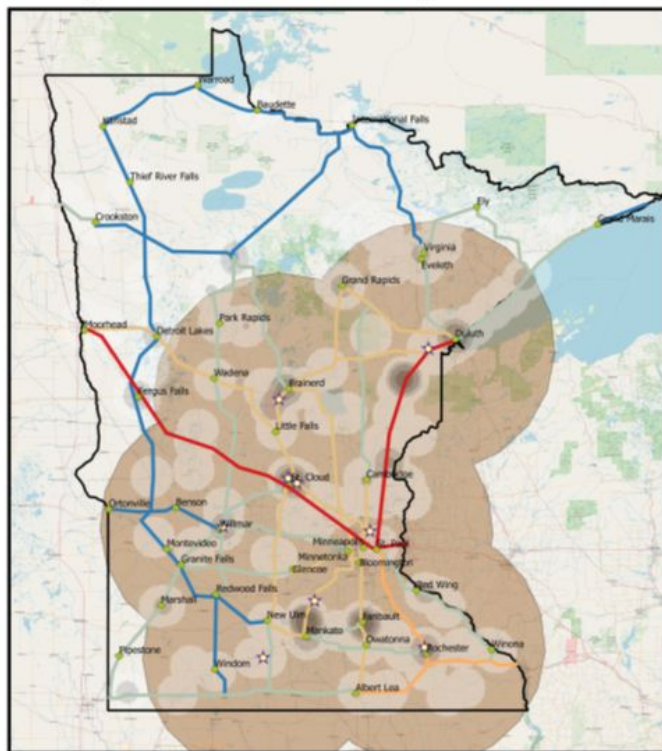 Warroad
Baudette
International Falls
Karlstad
Thief River Falls
Ely
Crookston
Grand Marais
Virginia
Eveleth
Grand Rapids
Park Rapids
Moorhead
Detroit Lakes
Duluth
Wadena
Brainerd
Fergus Falls
Little Falls
St. Cloud
Cambridge
Ortonville
Benson
Willmar
Montevideo
Minneapolis
St. Paul
Minnetonka
Granite Falls
Bloomington
Glencoe
Redwood Falls
Red Wing
Marshall
New Ulm
Faribault
Mankato
Owatonna
Rochester
Winona
Pipestone
Windom
Albert Lea